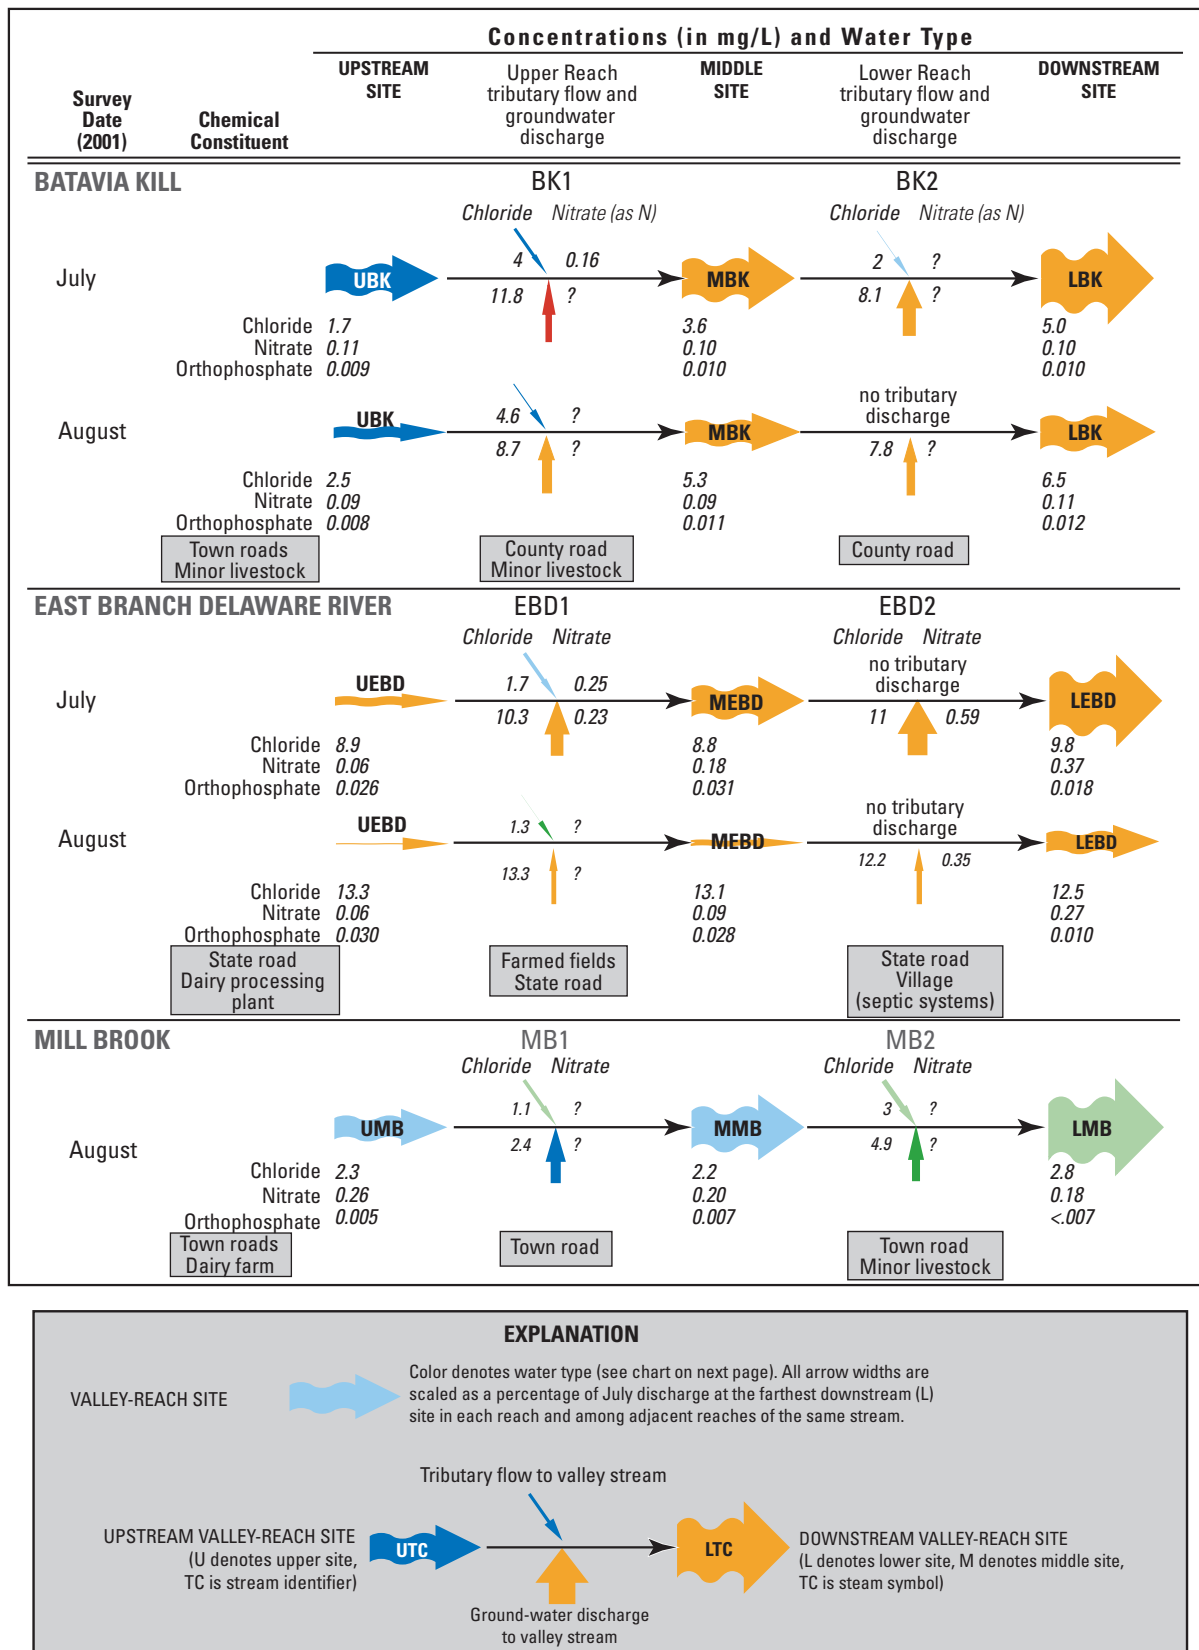 Concentrations (in mg/L) and Water Type
Survey Date (2001)
Chemical Constituent
UPSTREAM SITE
Upper Reach tributary flow and groundwater discharge
MIDDLE SITE
Lower Reach tributary flow and groundwater discharge
DOWNSTREAM SITE
BATAVIA KILL
BK1
BK2
Chloride Nitrate (as N)
Chloride Nitrate (as N)
July
UBK
4 0.16
11.8 ?
MBK
2 ?
8.1 ?
LBK
Chloride 1.7 3.6 5.0
Nitrate 0.11 0.10 0.10
Orthophosphate 0.009 0.010 0.010
August
UBK
4.6 ?
8.7 ?
MBK
no tributary
discharge
7.8 ?
LBK
Chloride 2.5 5.3 6.5
Nitrate 0.09 0.09 0.11
Orthophosphate 0.008 0.011 0.012
Town roads
Minor livestock
County road
Minor livestock
County road
EAST BRANCH DELAWARE RIVER
EBD1
EBD2
Chloride Nitrate
Chloride Nitrate
July
UEBD
1.7 0.25
10.3 0.23
MEBD
no tributary
discharge
11 0.59
LEBD
Chloride 8.9 8.8 9.8
Nitrate 0.06 0.18 0.37
Orthophosphate 0.026 0.031 0.018
August
UEBD
1.3 ?
13.3 ?
MEBD
no tributary
discharge
12.2 0.35
LEBD
Chloride 13.3 13.1 12.5
Nitrate 0.06 0.09 0.27
Orthophosphate 0.030 0.028 0.010
State road
Dairy processing
plant
Farmed fields
State road
State road
Village
(septic systems)
MILL BROOK
MB1
MB2
Chloride Nitrate
Chloride Nitrate
August
UMB
1.1 ?
2.4 ?
MMB
3 ?
4.9 ?
LMB
Chloride 2.3 2.2 2.8
Nitrate 0.26 0.20 0.18
Orthophosphate 0.005 0.007 <.007
Town roads
Dairy farm
Town road
Town road
Minor livestock
EXPLANATION
VALLEY-REACH SITE
Color denotes water type (see chart on next page). All arrow widths are
scaled as a percentage of July discharge at the farthest downstream (L)
site in each reach and among adjacent reaches of the same stream.
Tributary flow to valley stream
UPSTREAM VALLEY-REACH SITE
(U denotes upper site,
TC is stream identifier)
UTC
LTC
DOWNSTREAM VALLEY-REACH SITE
(L denotes lower site, M denotes middle site,
TC is steam symbol)
Ground-water discharge
to valley stream